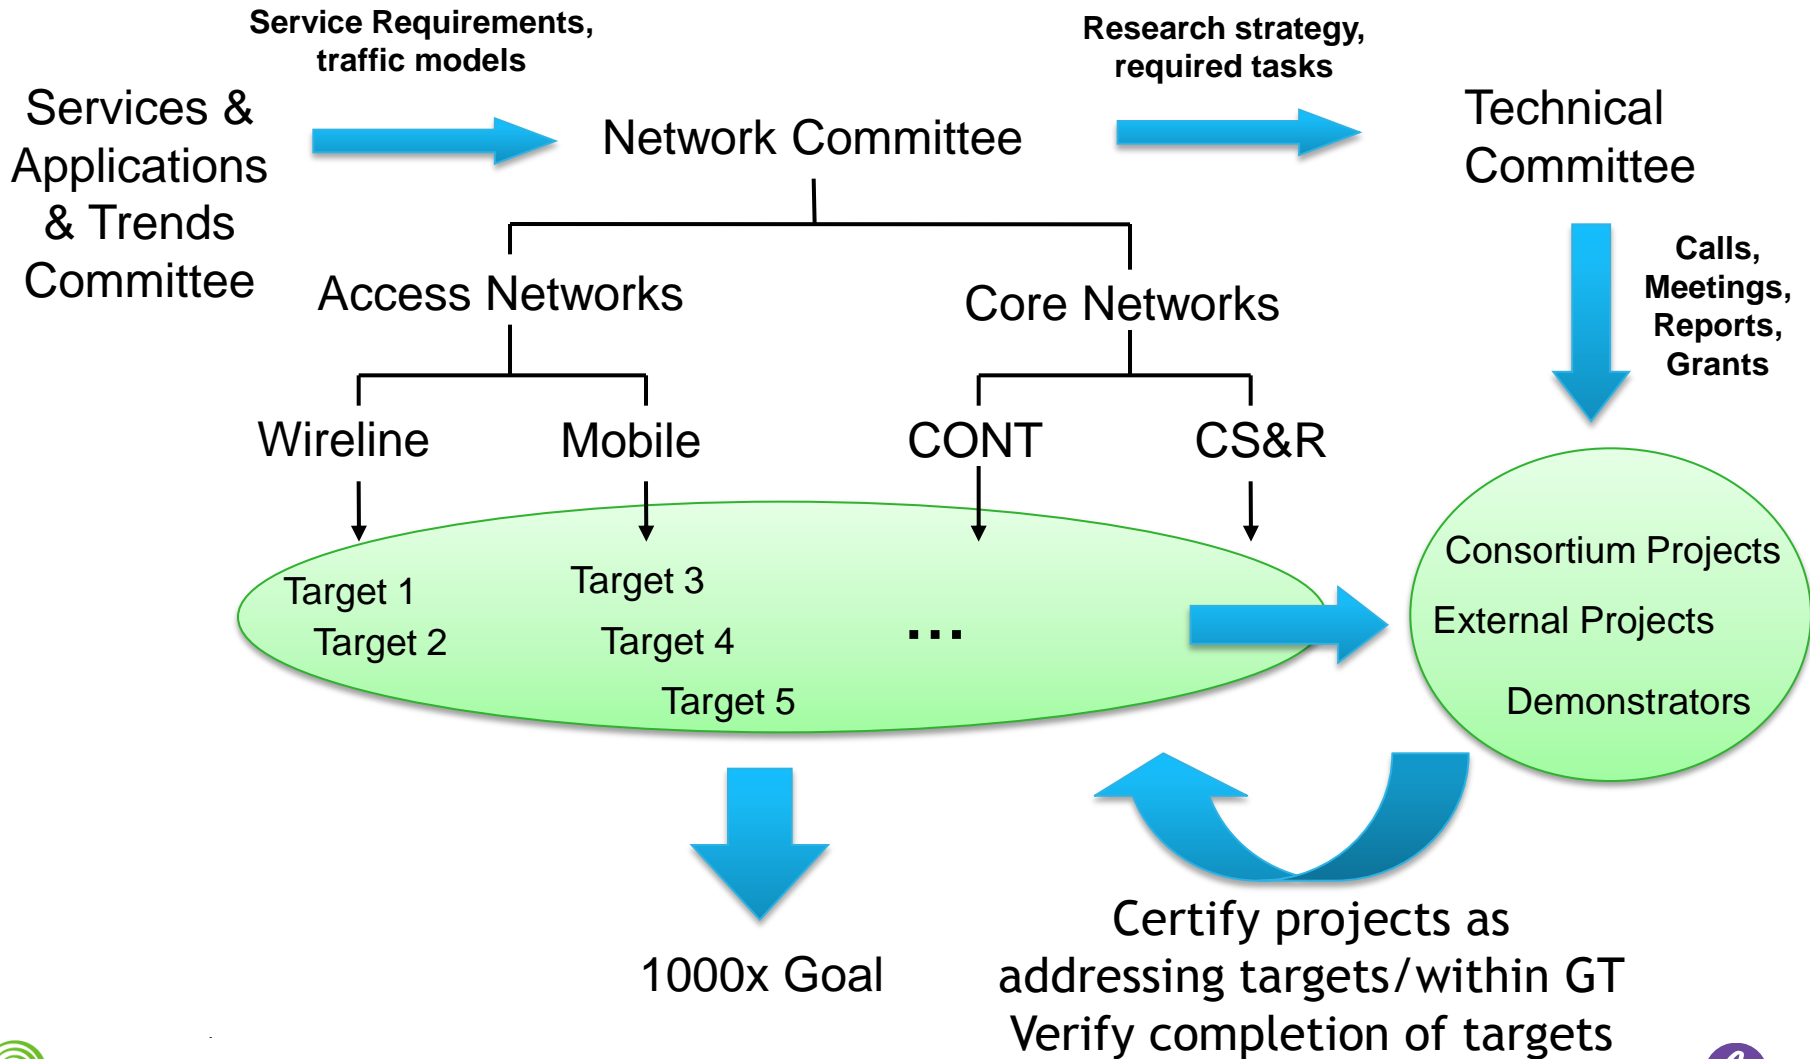 Service Requirements,
traffic models
Research strategy,
required tasks
Services &
Applications
& Trends
Committee
Network Committee
Technical
Committee
Calls,
Meetings,
Reports,
Grants
Access Networks
Core Networks
Wireline
Mobile
CONT
CS&R
Target 1
Target 2
Target 3
Target 4
Target 5
...
Consortium Projects
External Projects
Demonstrators
1000x Goal
Certify projects as
addressing targets/within GT
Verify completion of targets